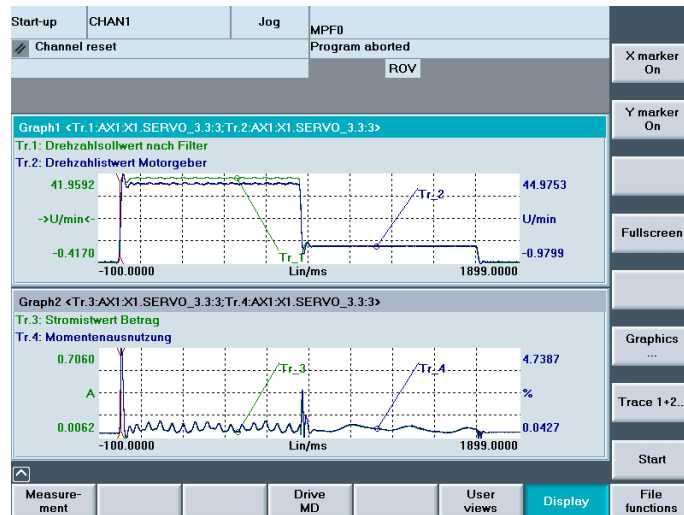 Start-up CHAN1 Jog MPF0
Channel reset Program aborted
ROV
X marker
On
Y marker
On
Graph1 <Tr.1:AX1:X1.SERVO_3.3:3;Tr.2:AX1:X1.SERVO_3.3:3>
Tr.1: Drehzahlsollwert nach Filter
Tr.2: Drehzahlistwert Motorgeber
41.9592 44.9753
Tr_2
->U/min<- U/min
Fullscreen
-0.4170 Tr_1 -0.9799
-100.0000 Lin/ms 1899.0000
Graph2 <Tr.3:AX1:X1.SERVO_3.3:3;Tr.4:AX1:X1.SERVO_3.3:3>
Tr.3: Stromistwert Betrag
Tr.4: Momentenausnutzung
Graphics
...
0.7060 Tr_3 Tr_4 4.7387
A %
Trace 1+2..
0.0062 0.0427
-100.0000 Lin/ms 1899.0000
Start
Measure-
ment
Drive
MD
User
views
Display
File
functions